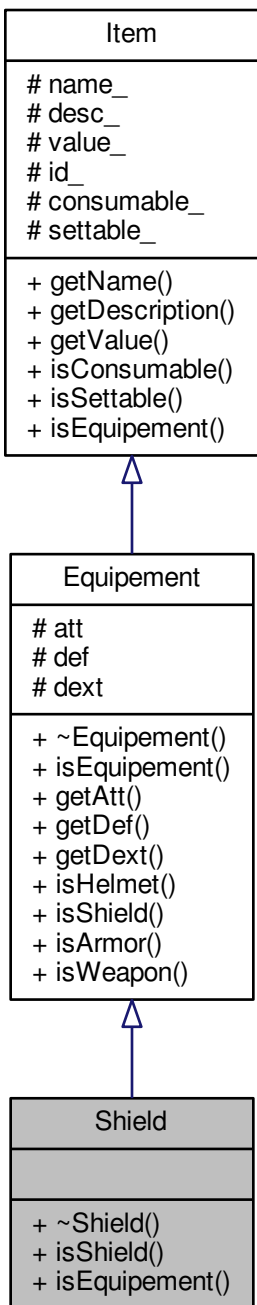 Item
# name_
# desc_
# value_
# id_
# consumable_
# settable_
+ getName()
+ getDescription()
+ getValue()
+ isConsumable()
+ isSettable()
+ isEquipement()
Equipement
# att
# def
# dext
+ ~Equipement()
+ isEquipement()
+ getAtt()
+ getDef()
+ getDext()
+ isHelmet()
+ isShield()
+ isArmor()
+ isWeapon()
Shield
+ ~Shield()
+ isShield()
+ isEquipement()